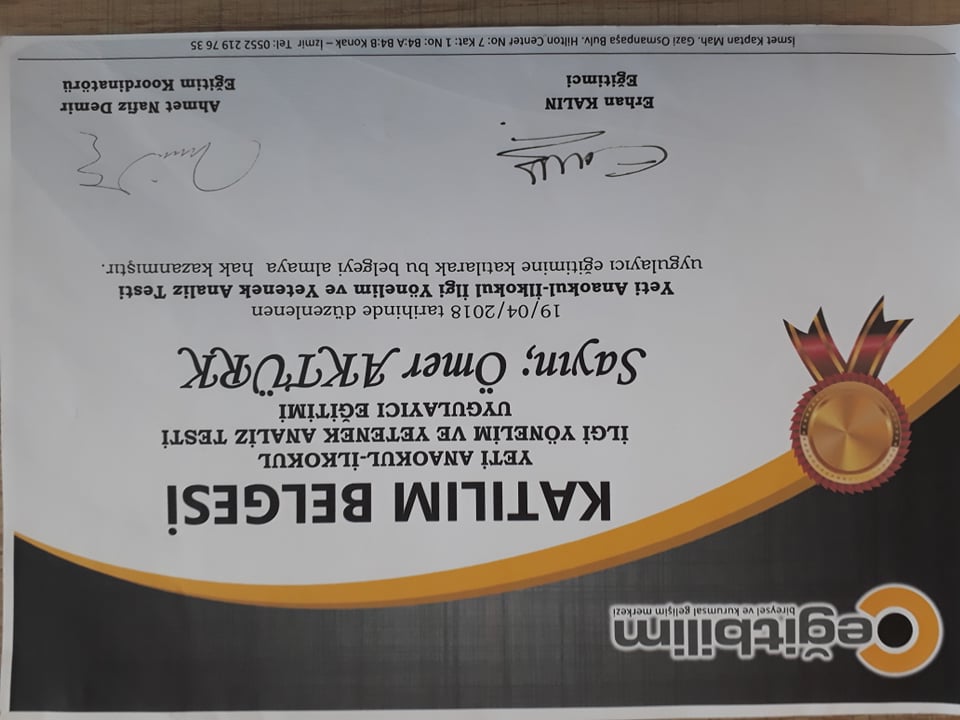 eğitbilim
bireysel ve kurumsal gelişim merkezi
KATILIM BELGESİ
YETİ ANAOKUL-İLKOKUL
İLGİ YÖNELİM VE YETENEK ANALİZ TESTİ
UYGULAYICI EĞİTİMİ
Sayın; Ömer AKTÜRK
19/04/2018 tarihinde düzenlenen
Yeti Anaokul-İlkokul İlgi Yönelim ve Yetenek Analiz Testi
uygulayıcı eğitimine katılarak bu belgeyi almaya hak kazanmıştır.
Erhan KALIN
Eğitimci
Ahmet Nafiz Demir
Eğitim Koordinatörü
İsmet Kaptan Mah. Gazi Osmanpaşa Bulv. Hilton Center No: 7 Kat: 1 No: B4:A B4:B Konak – İzmir Tel: 0552 219 76 35